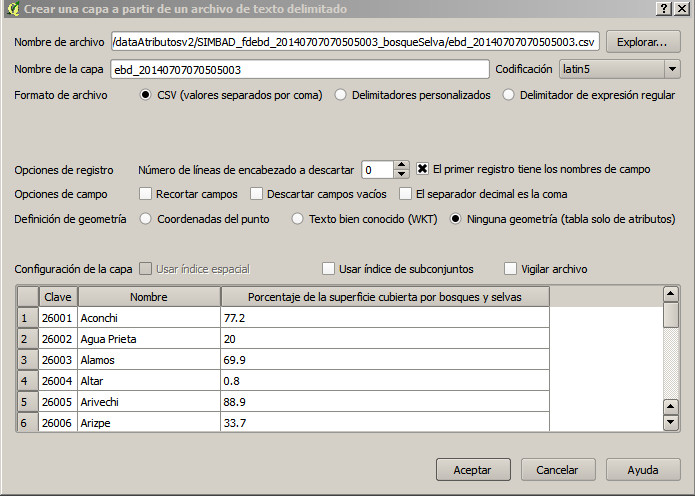 Crear una capa a partir de un archivo de texto delimitado ? X
Nombre de archivo /dataAtributosv2/SIMBAD_fdebd_20140707070505003_bosqueSelva/ebd_20140707070505003.csv Explorar...
Nombre de la capa ebd_20140707070505003 Codificación latin5
Formato de archivo CSV (valores separados por coma) Delimitadores personalizados Delimitador de expresión regular
Opciones de registro Número de líneas de encabezado a descartar 0 El primer registro tiene los nombres de campo
Opciones de campo Recortar campos Descartar campos vacíos El separador decimal es la coma
Definición de geometría Coordenadas del punto Texto bien conocido (WKT) Ninguna geometría (tabla solo de atributos)
Configuración de la capa Usar índice espacial Usar índice de subconjuntos Vigilar archivo
Clave Nombre Porcentaje de la superficie cubierta por bosques y selvas
1 26001 Aconchi 77.2
2 26002 Agua Prieta 20
3 26003 Alamos 69.9
4 26004 Altar 0.8
5 26005 Arivechi 88.9
6 26006 Arizpe 33.7
Aceptar Cancelar Ayuda